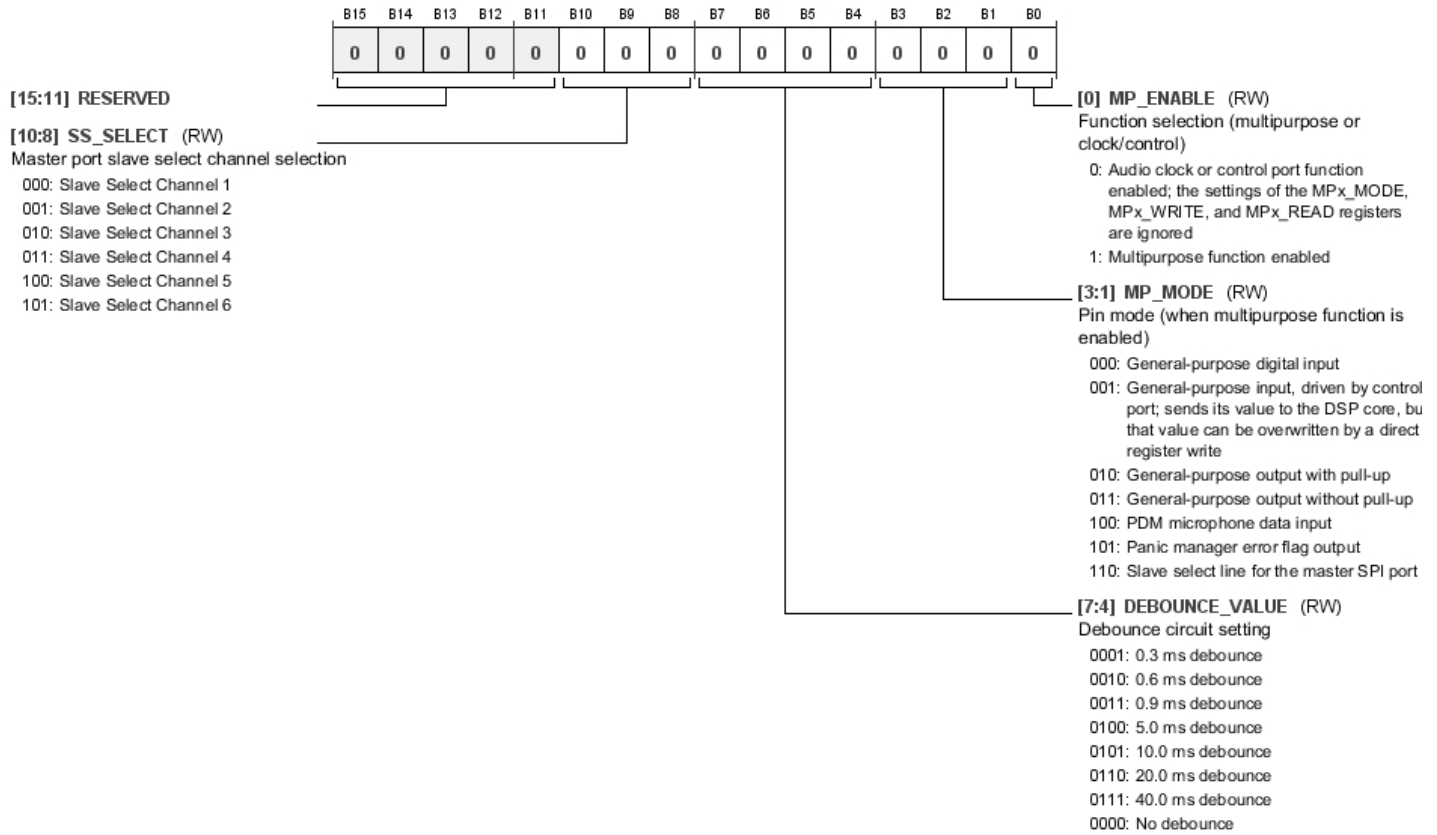 B15 B14 B13 B12 B11 B10 B9 B8 B7 B6 B5 B4 B3 B2 B1 B0
0 0 0 0 0 0 0 0 0 0 0 0 0 0 0 0
[15:11] RESERVED
[10:8] SS_SELECT (RW)
Master port slave select channel selection
000: Slave Select Channel 1
001: Slave Select Channel 2
010: Slave Select Channel 3
011: Slave Select Channel 4
100: Slave Select Channel 5
101: Slave Select Channel 6
[0] MP_ENABLE (RW)
Function selection (multipurpose or
clock/control)
0: Audio clock or control port function
enabled; the settings of the MPx_MODE,
MPx_WRITE, and MPx_READ registers
are ignored
1: Multipurpose function enabled
[3:1] MP_MODE (RW)
Pin mode (when multipurpose function is
enabled)
000: General-purpose digital input
001: General-purpose input, driven by control
port; sends its value to the DSP core, bu
that value can be overwritten by a direct
register write
010: General-purpose output with pull-up
011: General-purpose output without pull-up
100: PDM microphone data input
101: Panic manager error flag output
110: Slave select line for the master SPI port
[7:4] DEBOUNCE_VALUE (RW)
Debounce circuit setting
0001: 0.3 ms debounce
0010: 0.6 ms debounce
0011: 0.9 ms debounce
0100: 5.0 ms debounce
0101: 10.0 ms debounce
0110: 20.0 ms debounce
0111: 40.0 ms debounce
0000: No debounce